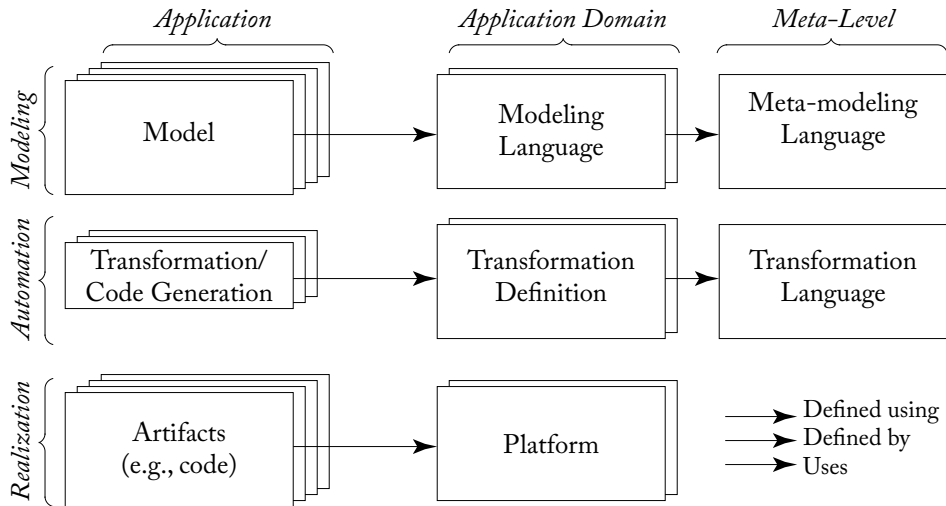 Application
Application Domain
Meta-Level
Modeling
Model
Modeling
Language
Meta-modeling
Language
Automation
Transformation/
Code Generation
Transformation
Definition
Transformation
Language
Realization
Artifacts
(e.g., code)
Platform
Defined using
Defined by
Uses